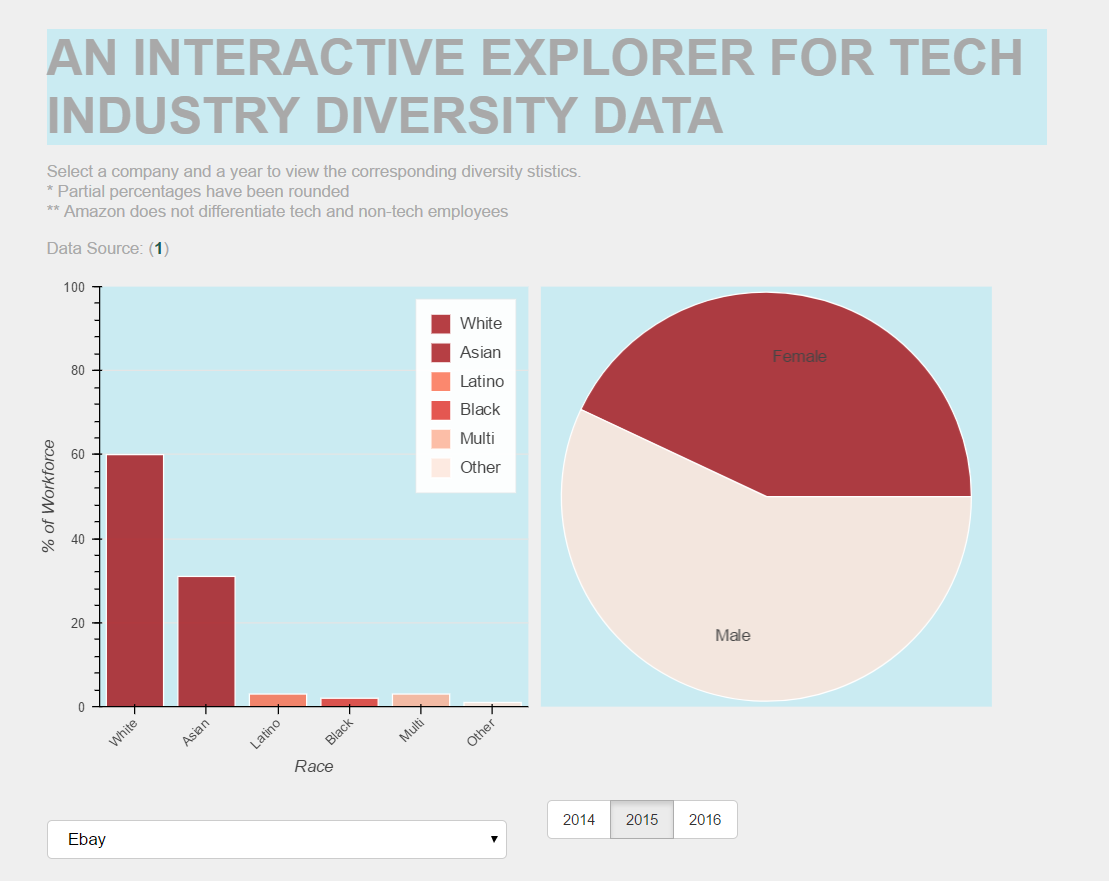 AN INTERACTIVE EXPLORER FOR TECH
INDUSTRY DIVERSITY DATA
Select a company and a year to view the corresponding diversity stistics.
* Partial percentages have been rounded
** Amazon does not differentiate tech and non-tech employees
Data Source: (1)
100
80
60
40
20
0
% of Workforce
White
Asian
Latino
Black
Multi
Other
White
Asian
Latino
Black
Multi
Other
Race
Female
Male
2014 2015 2016
Ebay